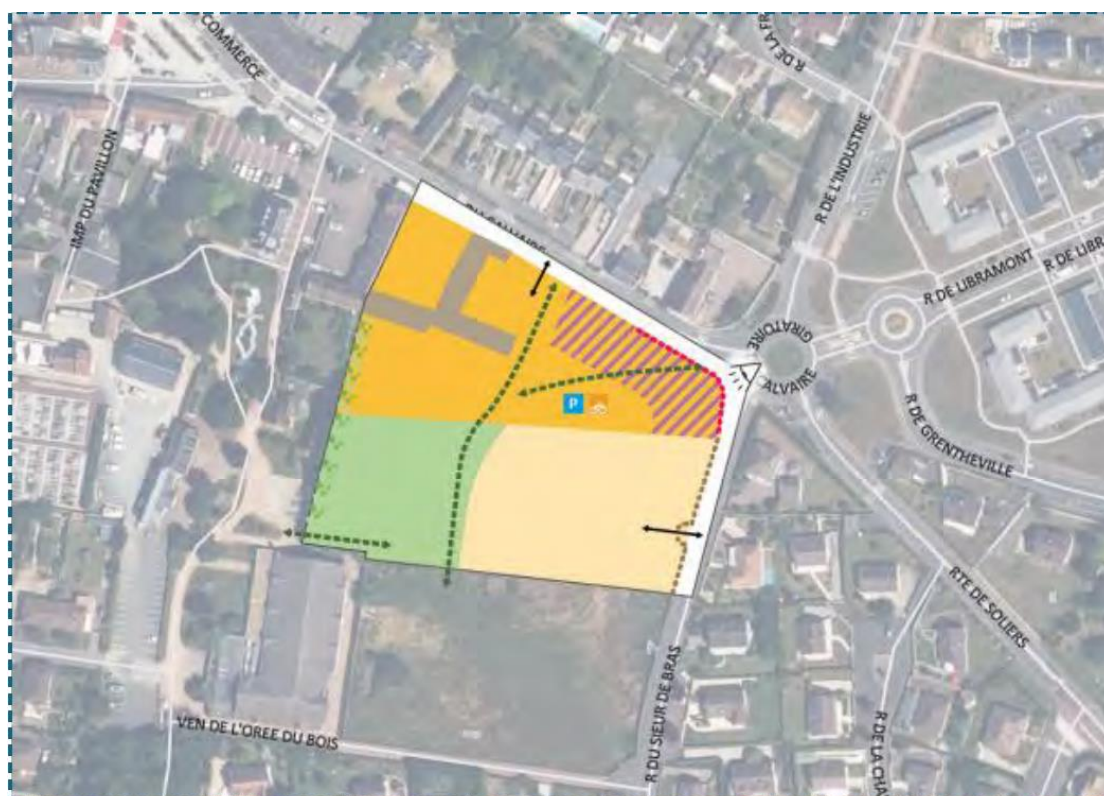 COMMERCE
R DE LA FR
IMP DU PAVILLON
R DE L'INDUSTRIE
R DE LIBRAMONT
R DE LIBR
GIRATOIRE
ALVAIRE
P
R DE GRENTHEVILLE
RTE DE SOLIERS
R DU SIEUR DE BRAS
VEN DE L'OREE DU BOIS
R DE LA CHA